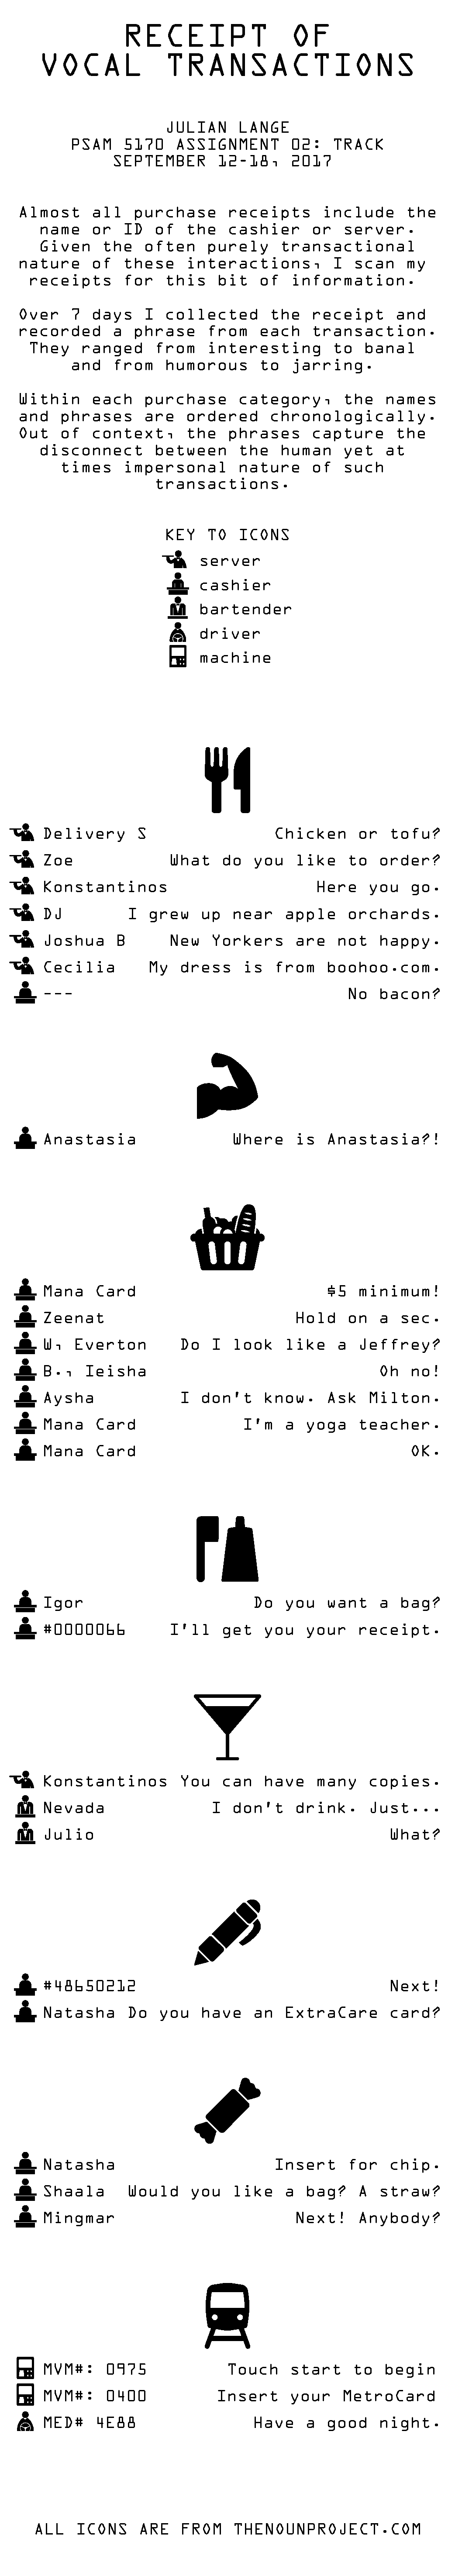 RECEIPT OF
VOCAL TRANSACTIONS
JULIAN LANGE
PSAM 5170 ASSIGNMENT 02: TRACK
SEPTEMBER 12-18, 2017
Almost all purchase receipts include the
name or ID of the cashier or server.
Given the often purely transactional
nature of these interactions, I scan my
receipts for this bit of information.
Over 7 days I collected the receipt and
recorded a phrase from each transaction.
They ranged from interesting to banal
and from humorous to jarring.
Within each purchase category, the names
and phrases are ordered chronologically.
Out of context, the phrases capture the
disconnect between the human yet at
times impersonal nature of such
transactions.
KEY TO ICONS
server
cashier
bartender
driver
machine
Delivery S Chicken or tofu?
Zoe What do you like to order?
Konstantinos Here you go.
DJ I grew up near apple orchards.
Joshua B New Yorkers are not happy.
Cecilia My dress is from boohoo.com.
--- No bacon?
Anastasia Where is Anastasia?!
Mana Card $5 minimum!
Zeenat Hold on a sec.
W, Everton Do I look like a Jeffrey?
B., Ieisha Oh no!
Aysha I don't know. Ask Milton.
Mana Card I'm a yoga teacher.
Mana Card OK.
Igor Do you want a bag?
#0000066 I'll get you your receipt.
Konstantinos You can have many copies.
Nevada I don't drink. Just...
Julio What?
#48650212 Next!
Natasha Do you have an ExtraCare card?
Natasha Insert for chip.
Shaala Would you like a bag? A straw?
Mingmar Next! Anybody?
MVM#: 0975 Touch start to begin
MVM#: 0400 Insert your MetroCard
MED# 4E88 Have a good night.
ALL ICONS ARE FROM THENOUNPROJECT.COM